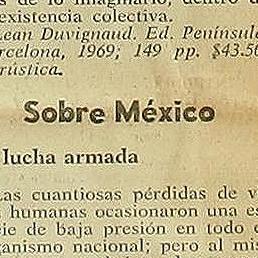 de lo imaginario, dentro d
existencia colectiva.
Jean Duvignaud. Ed. Península
rcelona, 1969; 149 pp. $43.50
rústica.
Sobre México
lucha armada
Las cuantiosas pérdidas de v
humanas ocasionaron una es
cie de baja presión en todo e
ganismo nacional; pero al mis